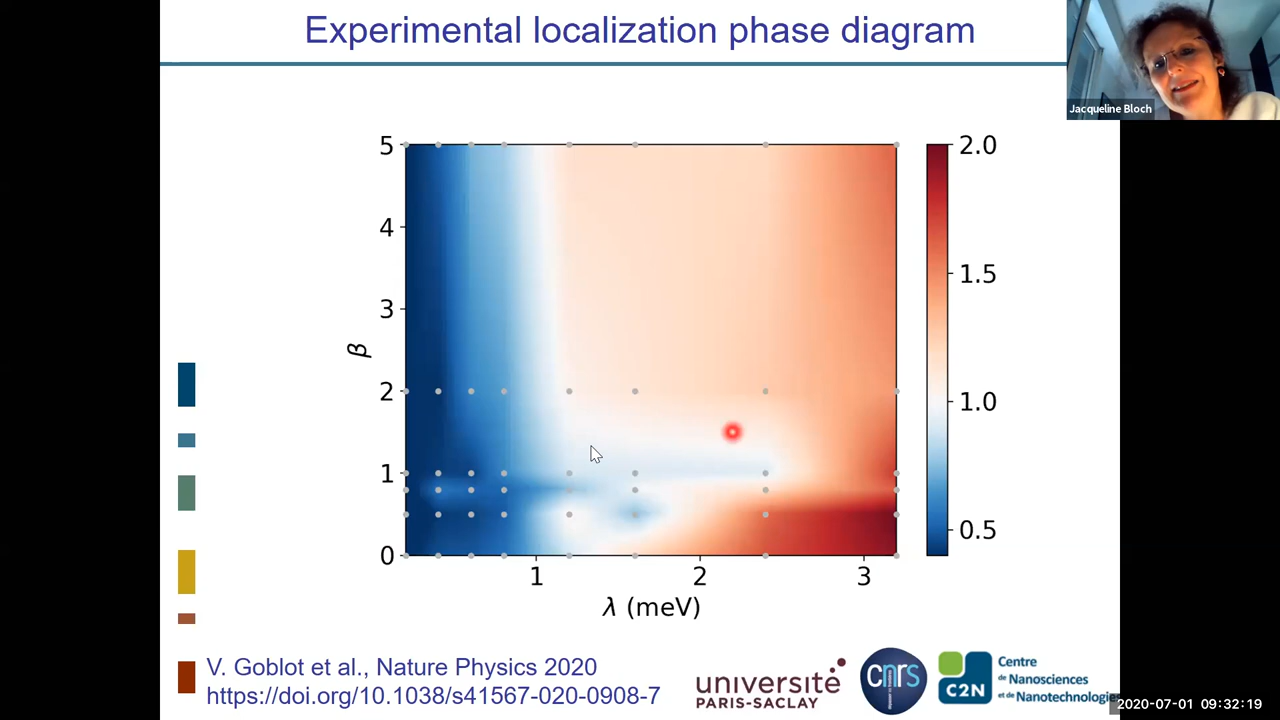 Experimental localization phase diagram
Jacqueline Bloch
5
4
3
2
1
0
β
1
2
3
λ (meV)
2.0
1.5
1.0
0.5
V. Goblot et al., Nature Physics 2020
https://doi.org/10.1038/s41567-020-0908-7
université
PARIS-SACLAY
cnrs
C2N
Centre
de Nanosciences
et de Nanotechnologies
2020-07-01 09:32:19